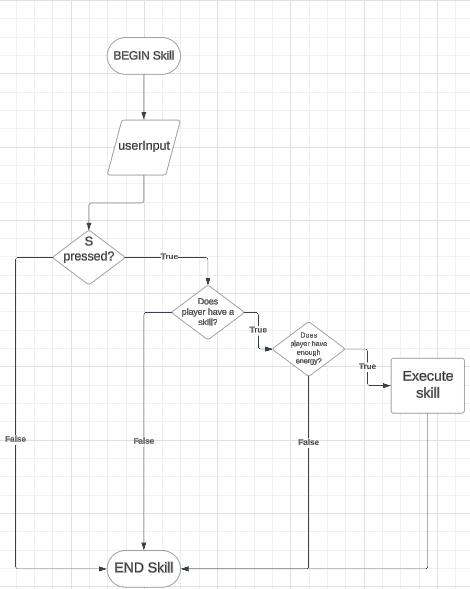 BEGIN Skill
userInput
S
pressed?
True
Does
player have a
skill?
True
Does
player have
enough
energy?
True
Execute
skill
False
False
False
END Skill